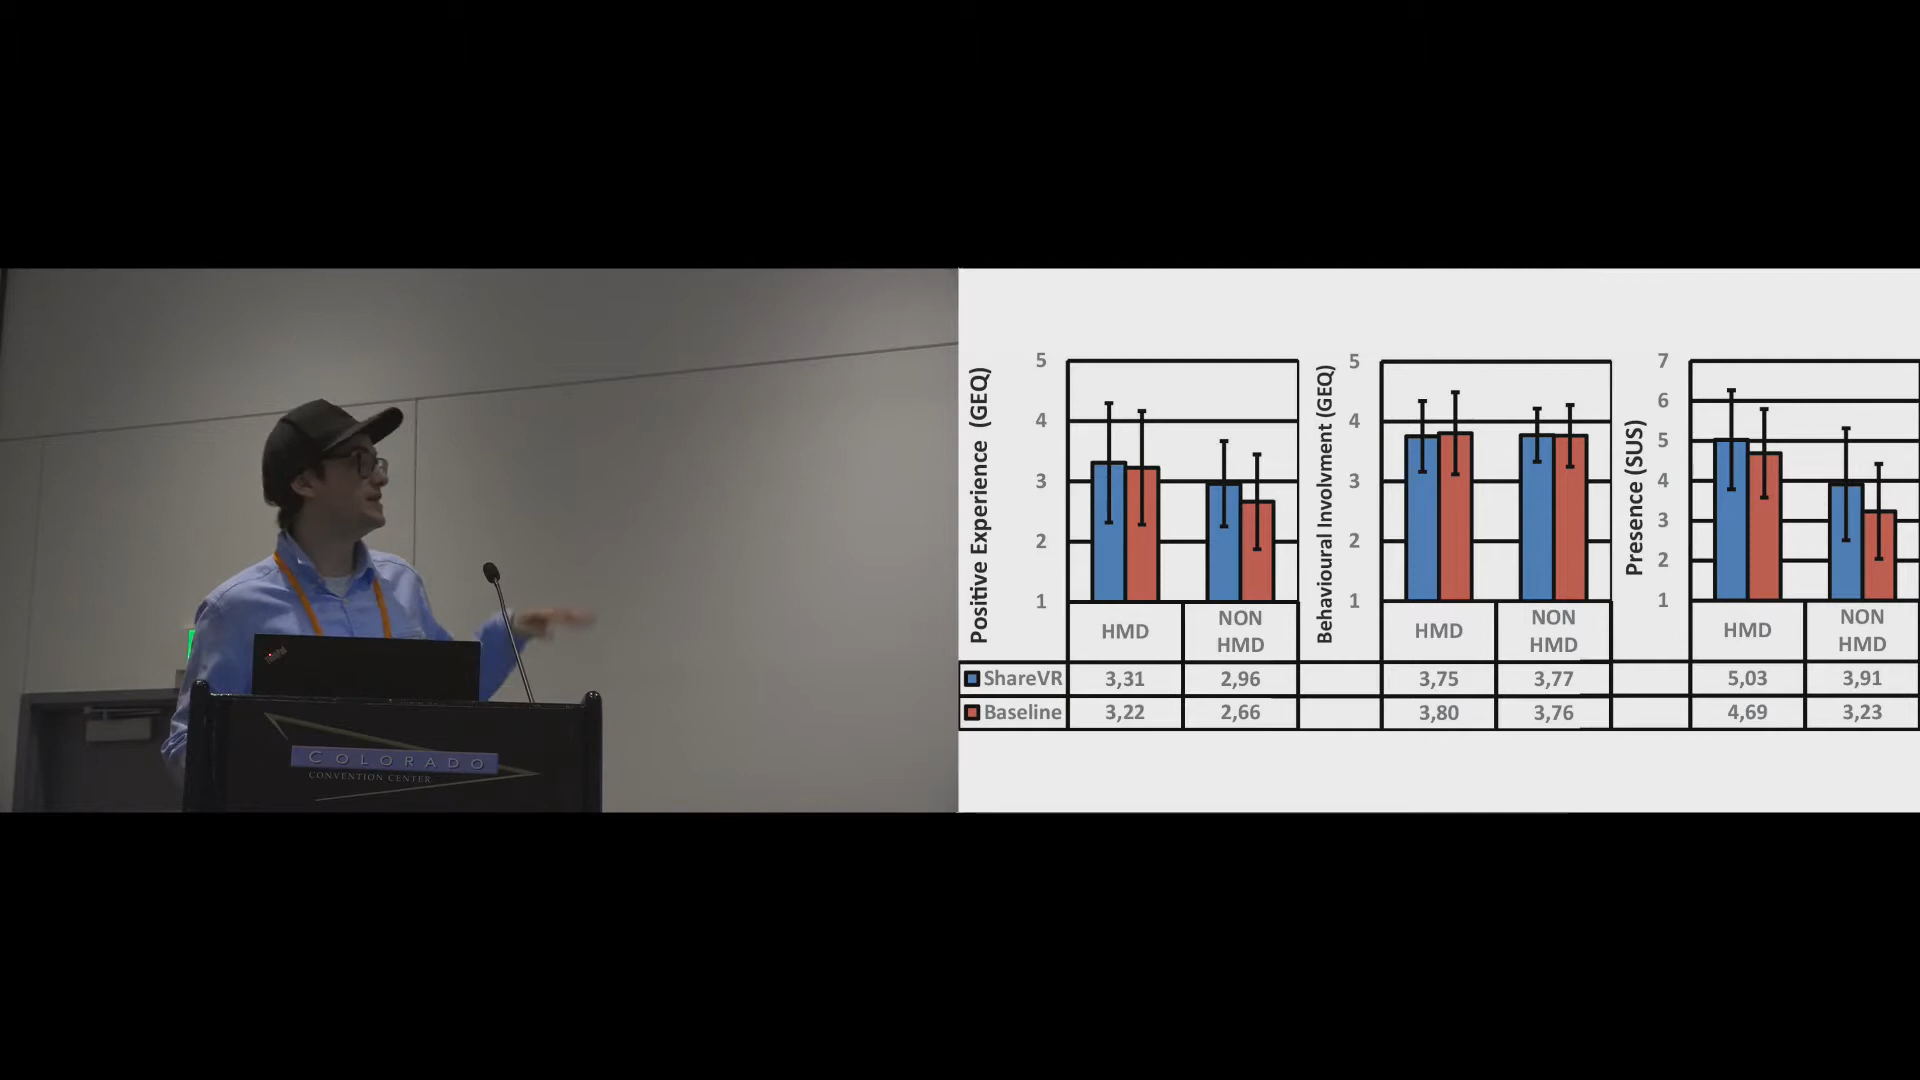 ThinkPad
COLORADO
CONVENTION CENTER
Positive Experience (GEQ)
5
4
3
2
1
HMD
NON
HMD
Behavioural Involvment (GEQ)
5
4
3
2
1
HMD
NON
HMD
Presence (SUS)
7
6
5
4
3
2
1
HMD
NON
HMD
ShareVR 3,31 2,96 3,75 3,77 5,03 3,91
Baseline 3,22 2,66 3,80 3,76 4,69 3,23